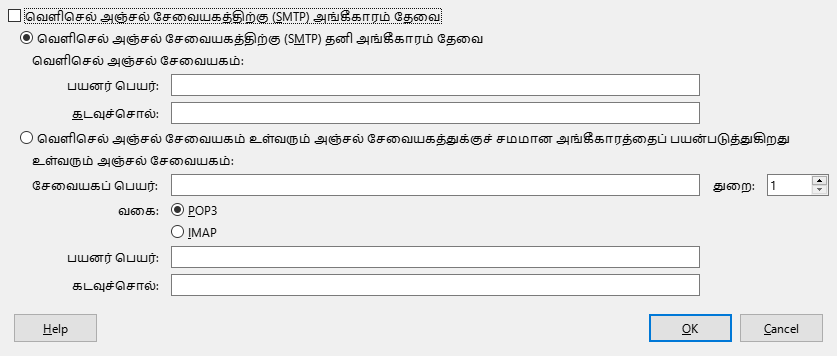 வெளிசெல் அஞ்சல் சேவையகத்திற்கு (SMTP) அங்கீகாரம் தேவை
வெளிசெல் அஞ்சல் சேவையகத்திற்கு (SMTP) தனி அங்கீகாரம் தேவை
வெளிசெல் அஞ்சல் சேவையகம்:
பயனர் பெயர்:
கடவுச்சொல்:
வெளிசெல் அஞ்சல் சேவையகம் உள்வரும் அஞ்சல் சேவையகத்துக்குச் சமமான அங்கீகாரத்தைப் பயன்படுத்துகிறது
உள்வரும் அஞ்சல் சேவையகம்:
சேவையகப் பெயர்: துறை: 1
வகை: POP3
IMAP
பயனர் பெயர்:
கடவுச்சொல்:
Help OK Cancel